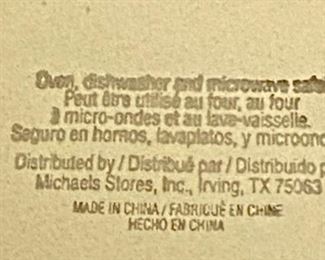 Oven, dishwasher and microwave safe
Peut être utilisé au four, au four
à micro-ondes et au lave-vaisselle.
Seguro en hornos, lavaplatos, y microond
Distributed by / Distribué par / Distribuido p
Michaels Stores, Inc., Irving, TX 75063
MADE IN CHINA / FABRIQUÉ EN CHINE
HECHO EN CHINA